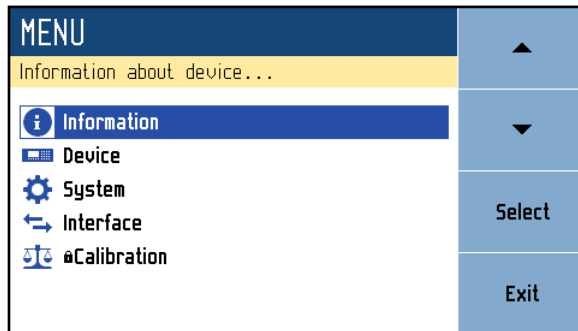 MENU
Information about device...
Information
Device
System
Interface
Calibration
Select
Exit